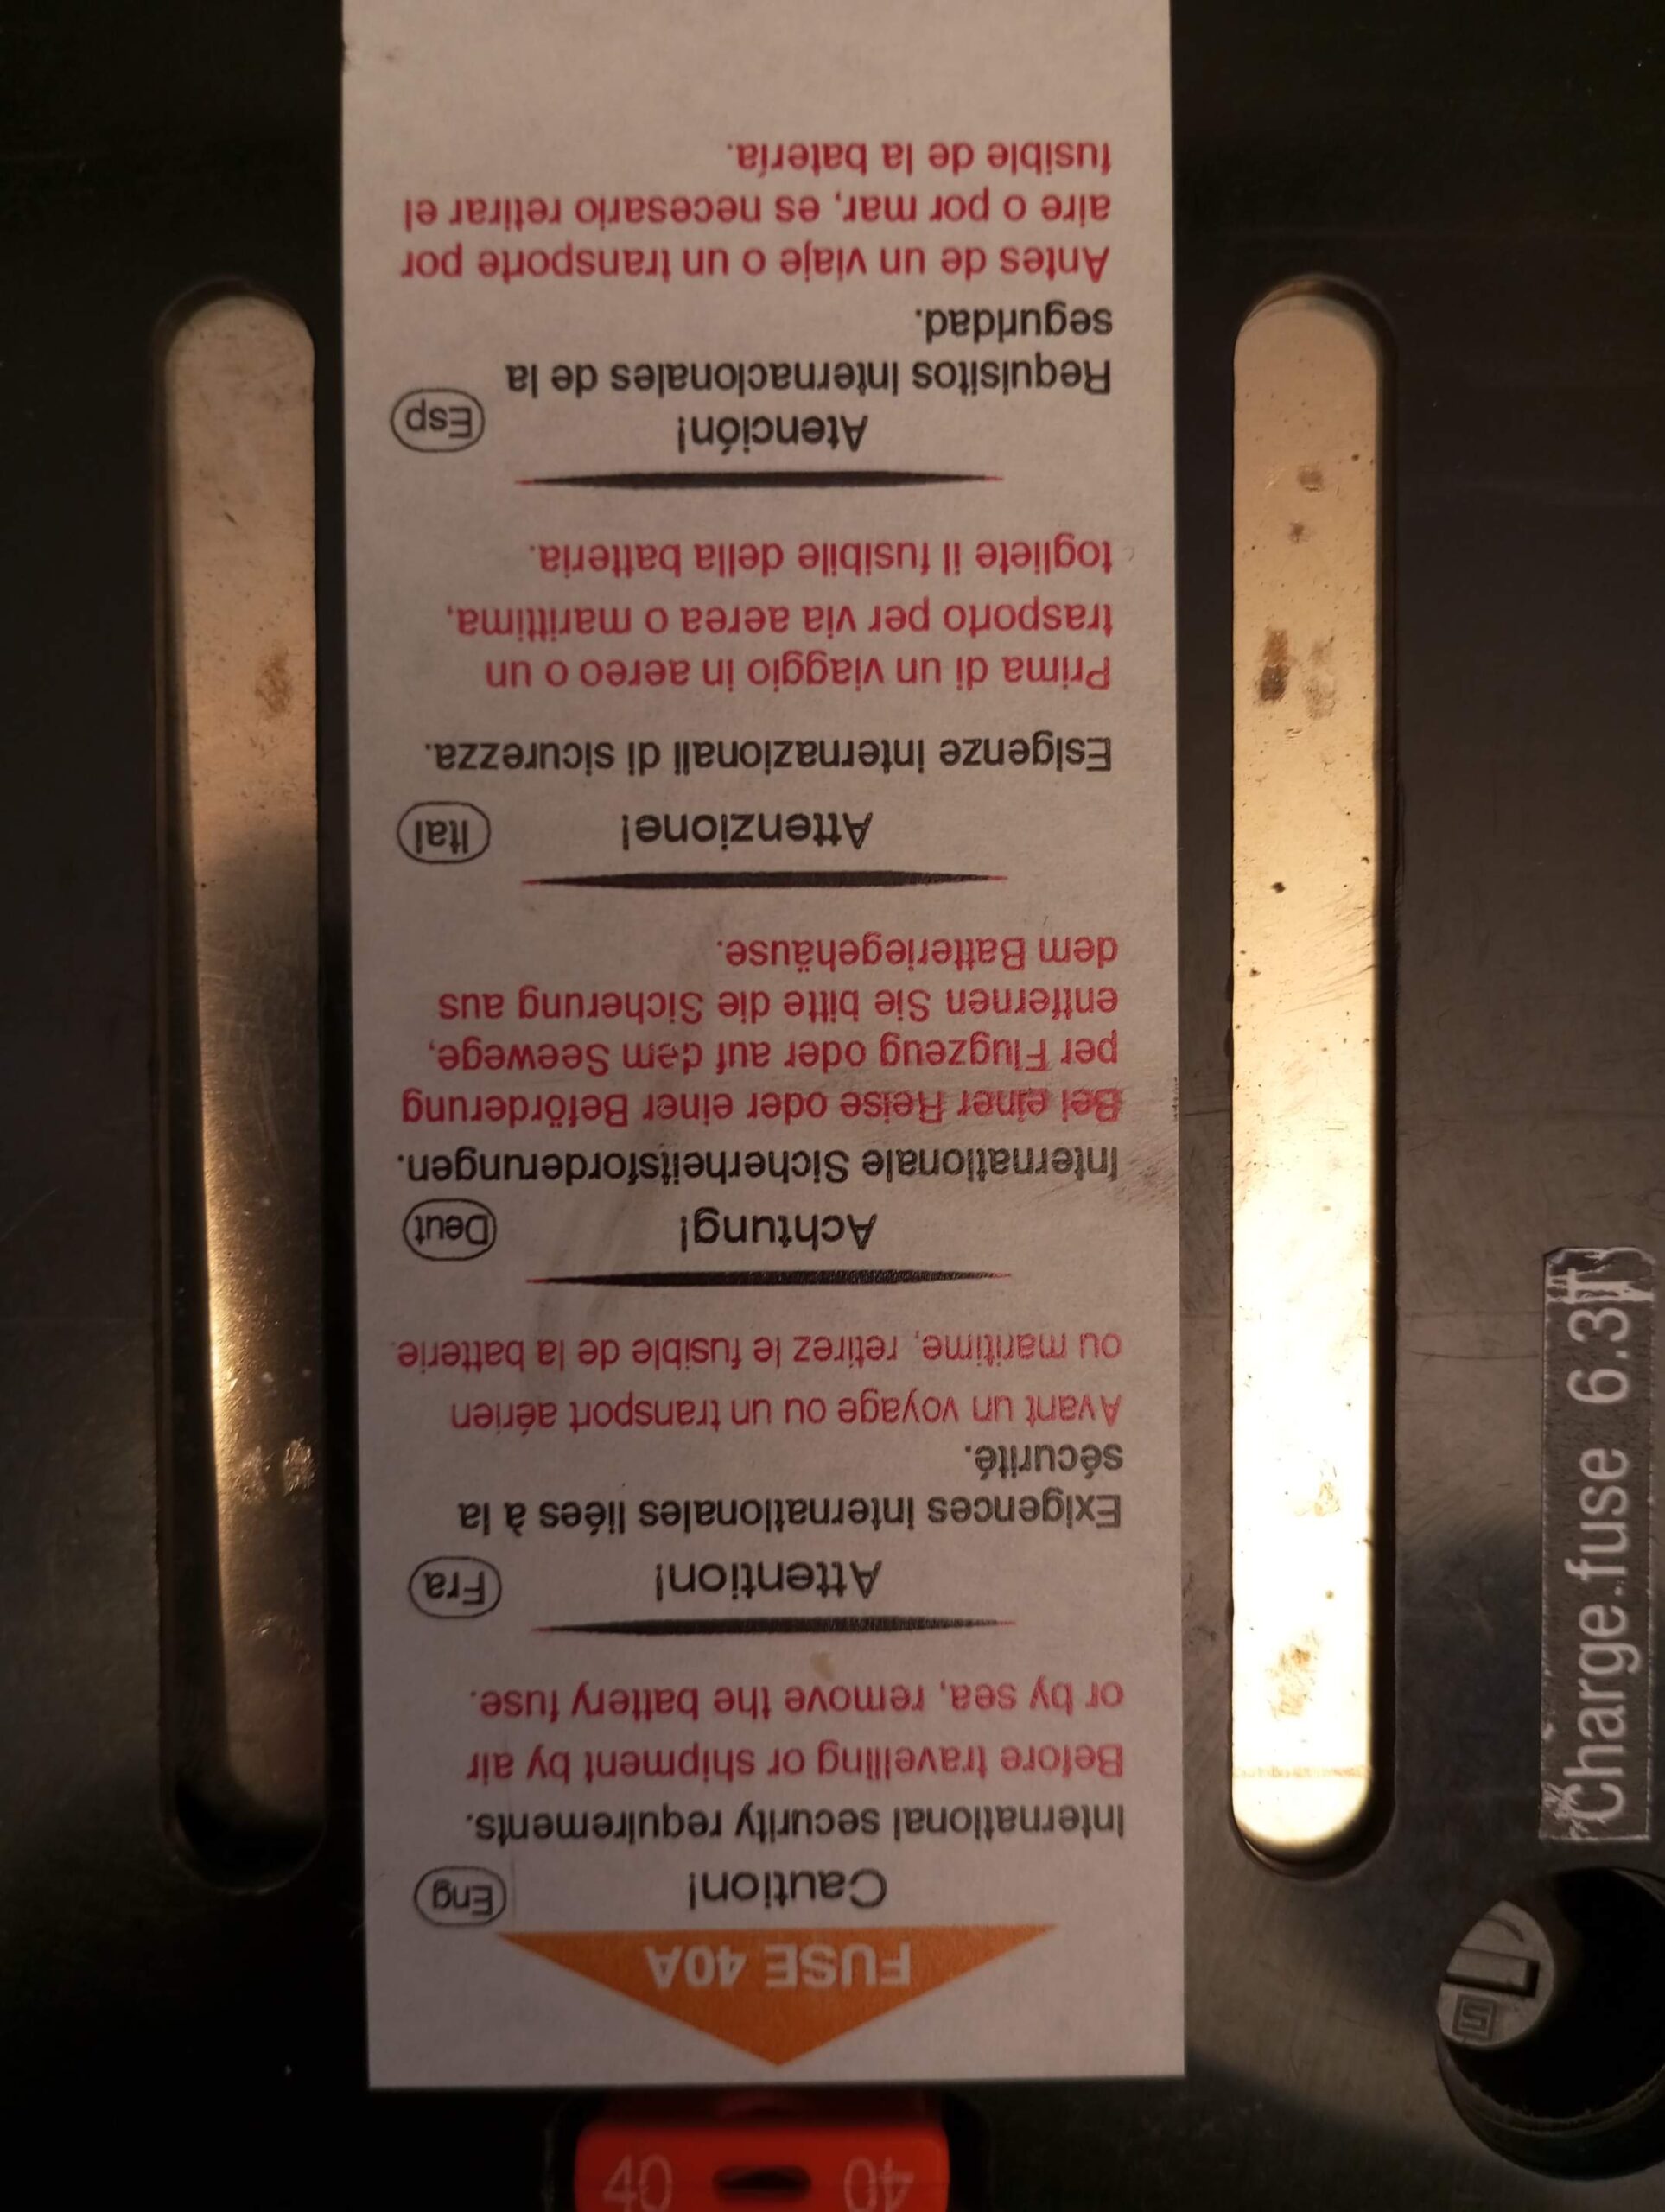 FUSE 40A
Caution!
Eng
International security requirements.
Before travelling or shipment by air
or by sea, remove the battery fuse.
Attention!
Fra
Exigences internationales liées à la
sécurité.
Avant un voyage ou un transport aérien
ou maritime, retirez le fusible de la batterie.
Achtung!
Deut
Internationale Sicherheitsforderungen.
Bei einer Reise oder einer Beförderung
per Flugzeug oder auf dem Seewege,
entfernen Sie bitte die Sicherung aus
dem Batteriegehäuse.
Attenzione!
Ital
Esigenze internazionali di sicurezza.
Prima di un viaggio in aereo o un
trasporto per via aerea o marittima,
togliete il fusibile della batteria.
Atención!
Esp
Requisitos internacionales de la
seguridad.
Antes de un viaje o un transporte por
aire o por mar, es necesario retirar el
fusible de la batería.
40 40
Charge.fuse 6.3